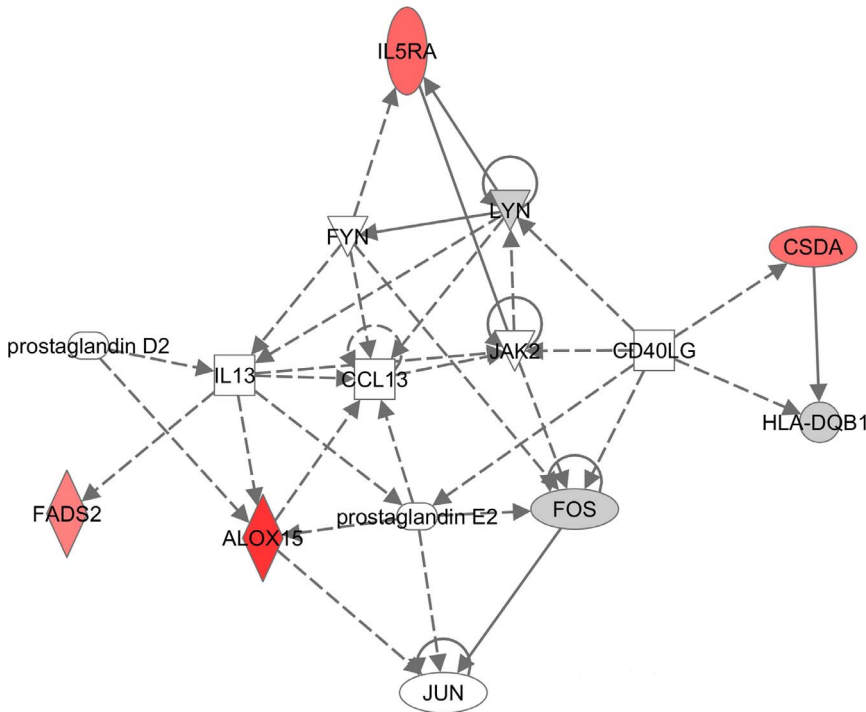 IL5RA
LYN
FYN
CSDA
prostaglandin D2
IL13
CCL13
JAK2
CD40LG
HLA-DQB1
FADS2
ALOX15
prostaglandin E2
FOS
JUN